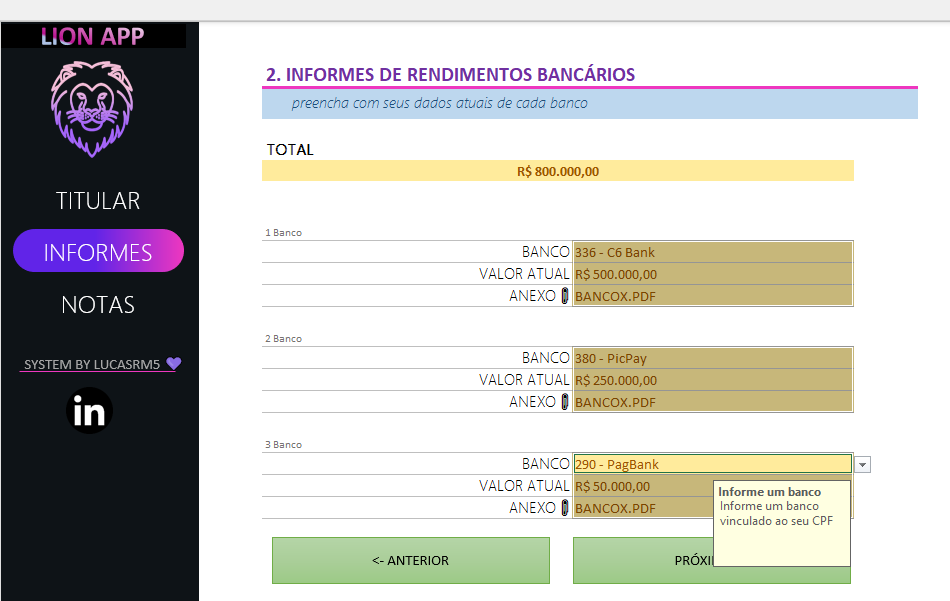 LION APP
TITULAR
INFORMES
NOTAS
SYSTEM BY LUCASRM5
in
2. INFORMES DE RENDIMENTOS BANCÁRIOS
preencha com seus dados atuais de cada banco
TOTAL
R$ 800.000,00
1 Banco
BANCO 336 - C6 Bank
VALOR ATUAL R$ 500.000,00
ANEXO BANCOX.PDF
2 Banco
BANCO 380 - PicPay
VALOR ATUAL R$ 250.000,00
ANEXO BANCOX.PDF
3 Banco
BANCO 290 - PagBank
VALOR ATUAL R$ 50.000,00
ANEXO BANCOX.PDF
Informe um banco
Informe um banco
vinculado ao seu CPF
<- ANTERIOR
PRÓXI